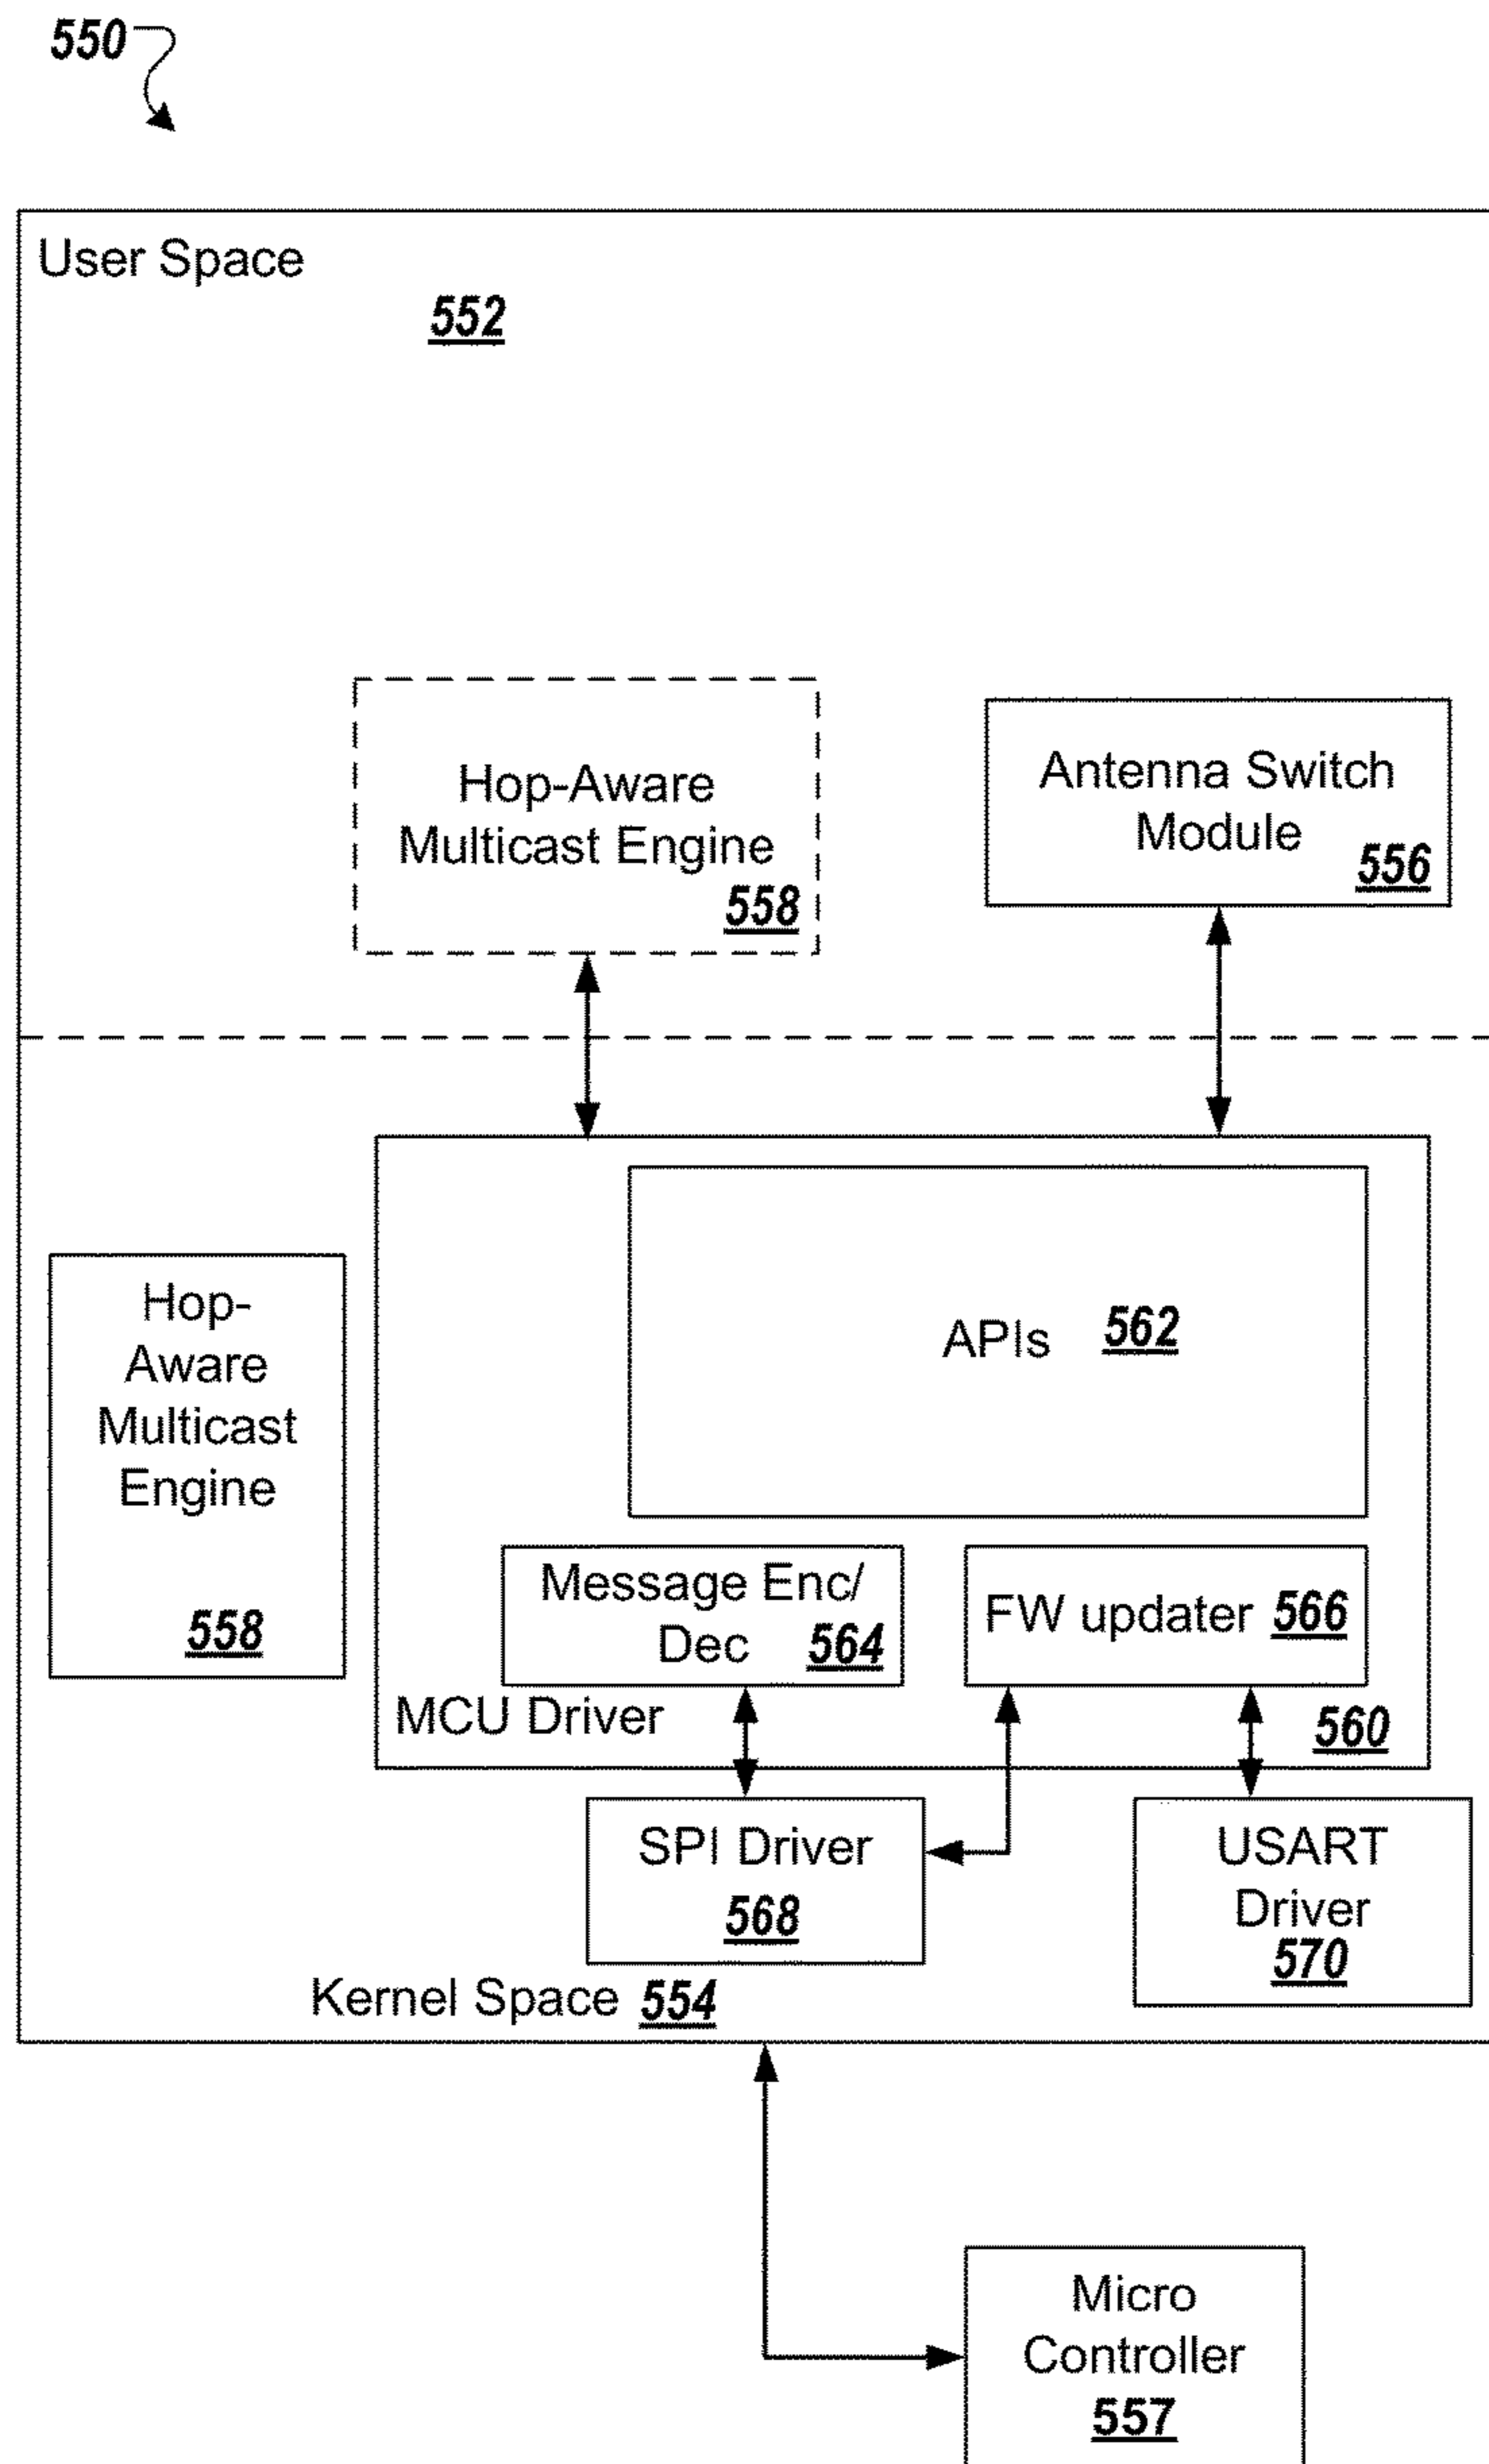 550
User Space
552
Hop-Aware
Multicast Engine
558
Antenna Switch
Module
556
APIs 562
Hop-
Aware
Multicast
Engine
558
Message Enc/
Dec 564
FW updater 566
MCU Driver
560
SPI Driver
568
USART
Driver
570
Kernel Space 554
Micro
Controller
557